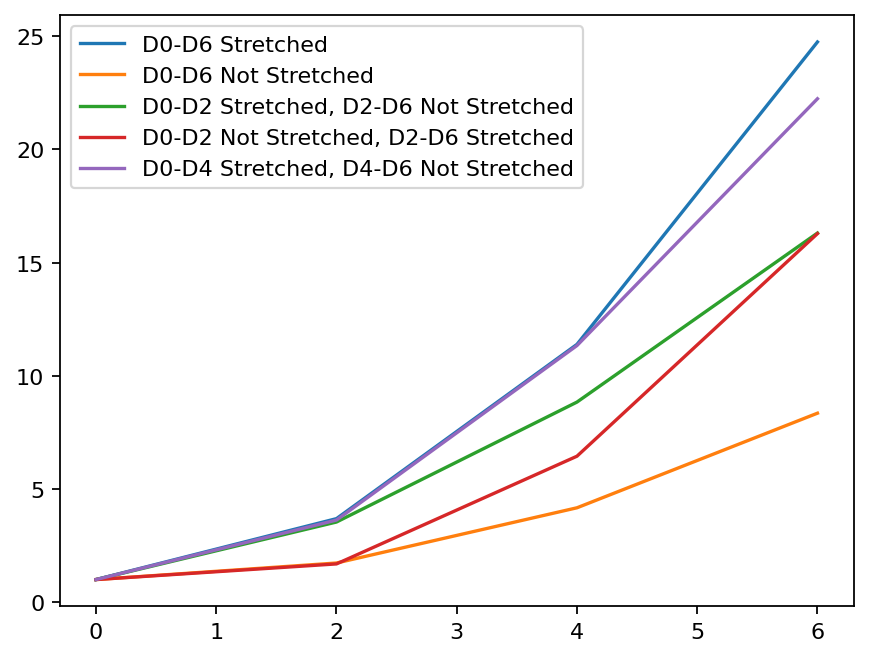 D0-D6 Stretched
D0-D6 Not Stretched
D0-D2 Stretched, D2-D6 Not Stretched
D0-D2 Not Stretched, D2-D6 Stretched
D0-D4 Stretched, D4-D6 Not Stretched
25
20
15
10
5
0
0 1 2 3 4 5 6